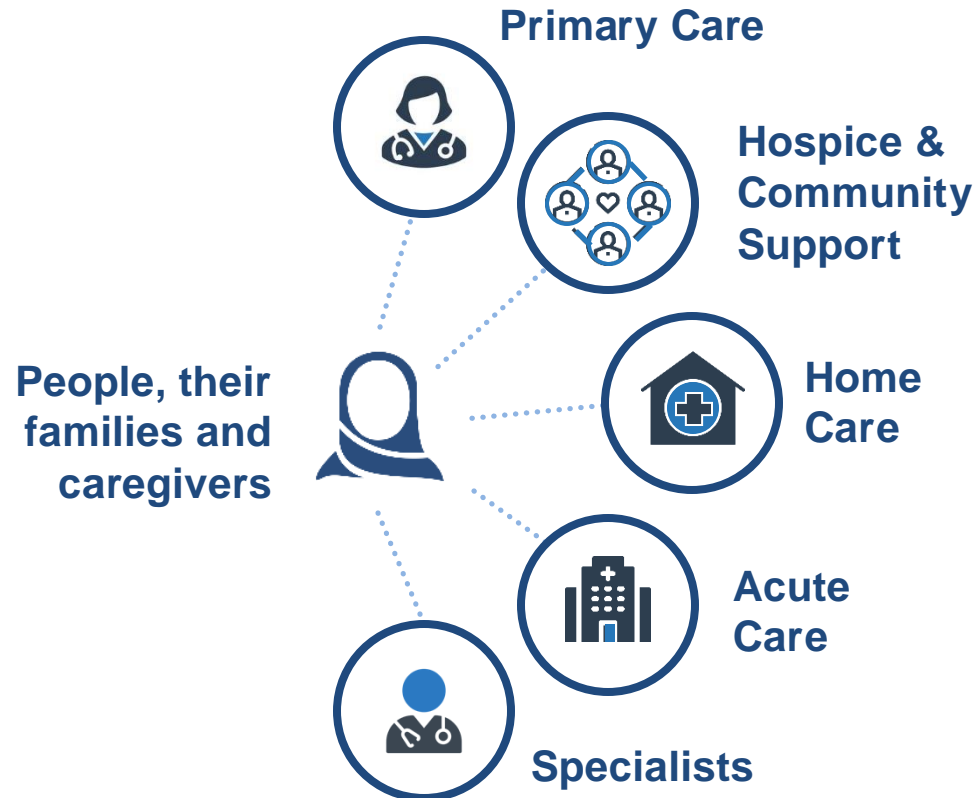 Primary Care
Hospice &
Community
Support
People, their
families and
caregivers
Home
Care
Acute
Care
Specialists